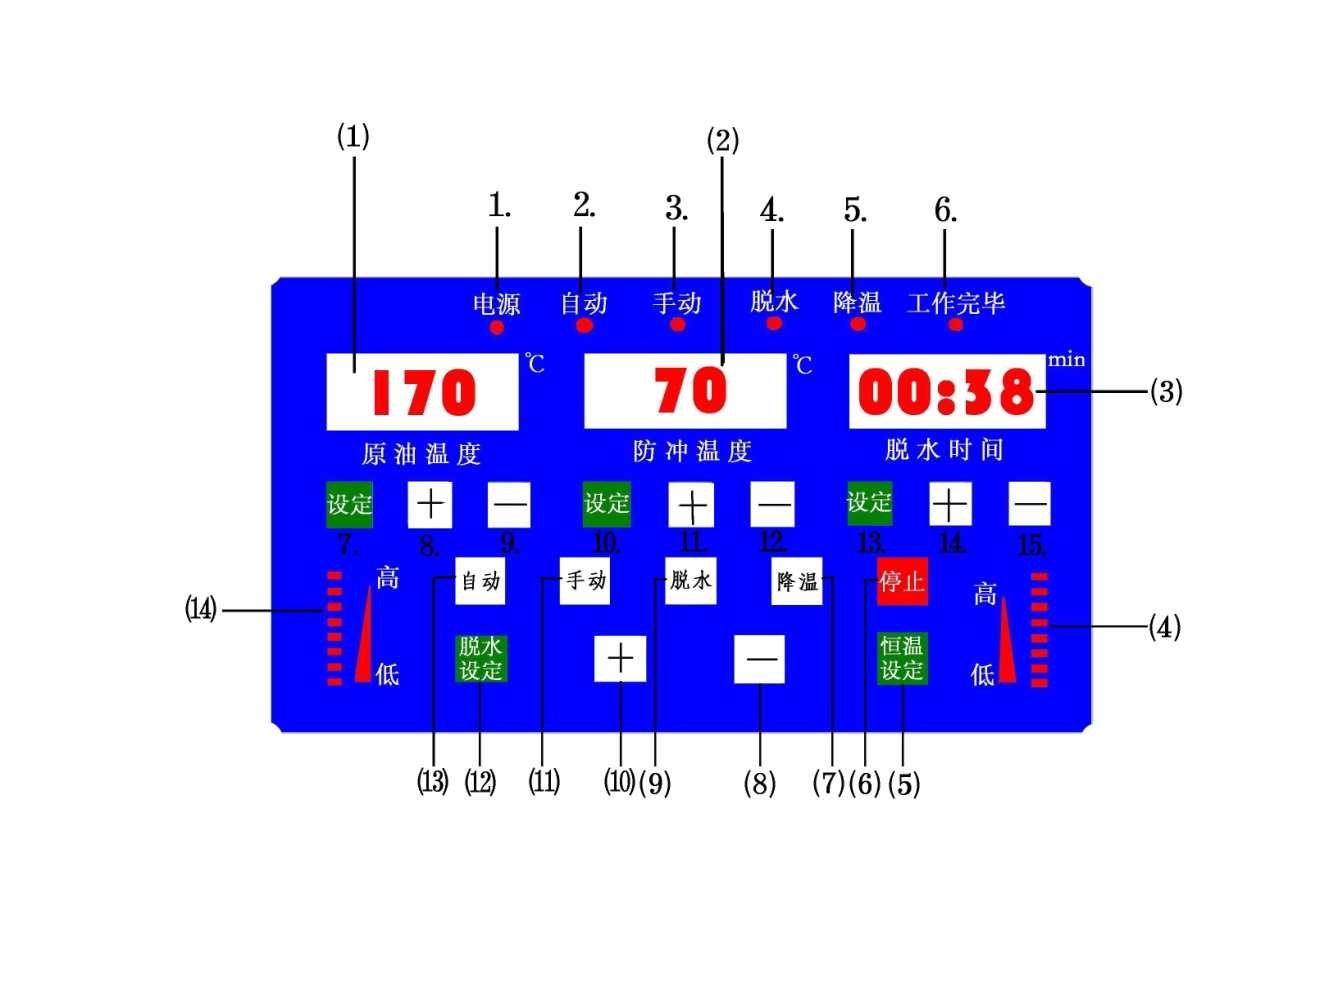 (1) (2)
1. 2. 3. 4. 5. 6.
电源 自动 手动 脱水 降温 工作完毕
℃ ℃ min
170 70 00:38 (3)
原油温度 防冲温度 脱水时间
设定 + — 设定 + — 设定 + —
7. 8. 9. 10. 11. 12. 13. 14. 15.
高 自动 手动 脱水 降温 停止 高
(14) (4)
低 脱水 + — 恒温 低
设定 设定
(13) (12) (11) (10) (9) (8) (7) (6) (5)